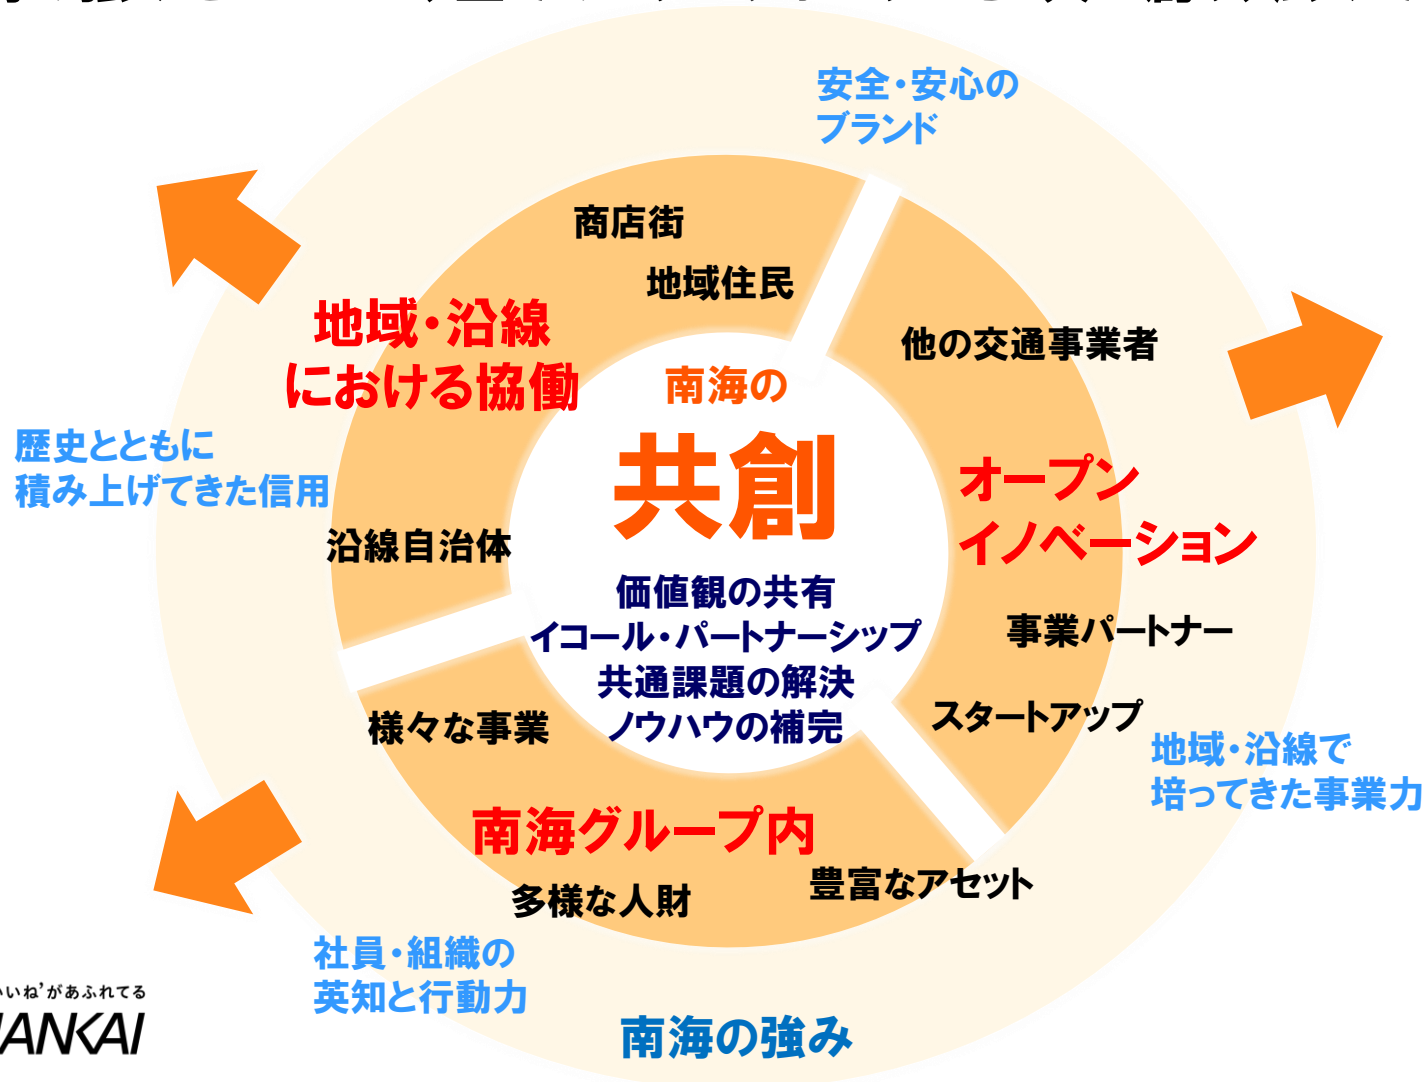 安全・安心の
ブランド
商店街
地域住民
地域・沿線
における協働
他の交通事業者
南海の
共創
歴史とともに
積み上げてきた信用
オープン
イノベーション
沿線自治体
価値観の共有
イコール・パートナーシップ
共通課題の解決
ノウハウの補完
事業パートナー
スタートアップ
様々な事業
地域・沿線で
培ってきた事業力
南海グループ内
豊富なアセット
多様な人財
社員・組織の
英知と行動力
いね’があふれてる
NANKAI
南海の強み